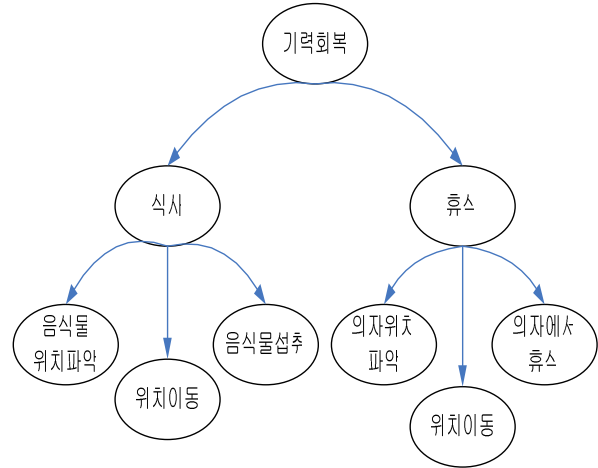 기력회복
식사
휴스
음식물
위치파악
위치이동
음식물섭추
의자위치
파악
위치이동
의자에서
휴스